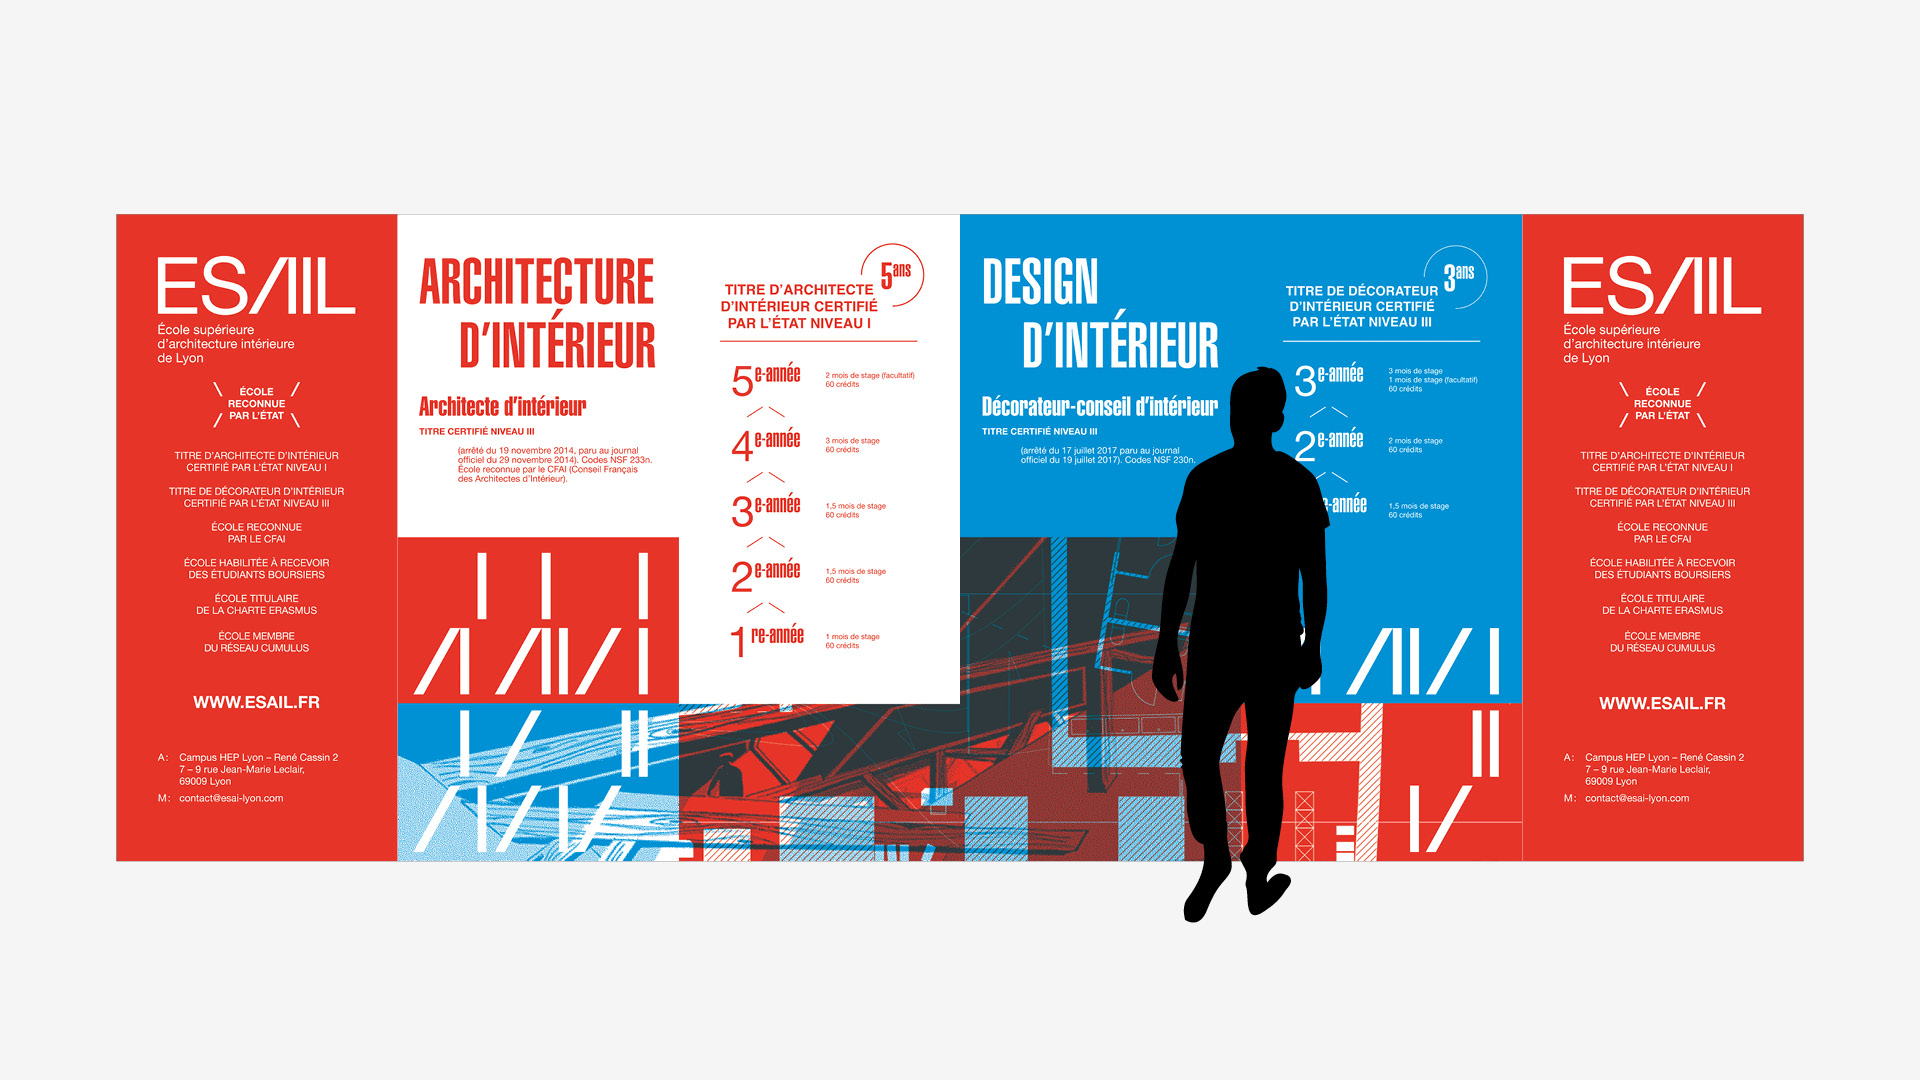 ESAIL
École supérieure
d'architecture intérieure
de Lyon
ÉCOLE
RECONNUE
PAR L'ÉTAT
TITRE D'ARCHITECTE D'INTÉRIEUR
CERTIFIÉ PAR L'ÉTAT NIVEAU I
TITRE DE DÉCORATEUR D'INTÉRIEUR
CERTIFIÉ PAR L'ÉTAT NIVEAU III
ÉCOLE RECONNUE
PAR LE CFAI
ÉCOLE HABILITÉE À RECEVOIR
DES ÉTUDIANTS BOURSIERS
ÉCOLE TITULAIRE
DE LA CHARTE ERASMUS
ÉCOLE MEMBRE
DU RÉSEAU CUMULUS
WWW.ESAIL.FR
A: Campus HEP Lyon – René Cassin 2
7 – 9 rue Jean-Marie Leclair,
69009 Lyon
M: contact@esai-lyon.com
ARCHITECTURE
D'INTÉRIEUR
Architecte d'intérieur
TITRE CERTIFIÉ NIVEAU III
(arrêté du 19 novembre 2014, paru au journal
officiel du 29 novembre 2014). Codes NSF 233n.
École reconnue par le CFAI (Conseil Français
des Architectes d'Intérieur).
5ans
TITRE D'ARCHITECTE
D'INTÉRIEUR CERTIFIÉ
PAR L'ÉTAT NIVEAU I
5e-année
2 mois de stage (facultatif)
60 crédits
4e-année
3 mois de stage
60 crédits
3e-année
1,5 mois de stage
60 crédits
2e-année
1,5 mois de stage
60 crédits
1re-année
1 mois de stage
60 crédits
DESIGN
D'INTÉRIEUR
Décorateur-conseil d'intérieur
TITRE CERTIFIÉ NIVEAU III
(arrêté du 17 juillet 2017 paru au journal
officiel du 19 juillet 2017). Codes NSF 230n.
3ans
TITRE DE DÉCORATEUR
D'INTÉRIEUR CERTIFIÉ
PAR L'ÉTAT NIVEAU III
3e-année
3 mois de stage
1 mois de stage (facultatif)
60 crédits
2e-année
2 mois de stage
60 crédits
e-année
1,5 mois de stage
60 crédits
ESAIL
École supérieure
d'architecture intérieure
de Lyon
ÉCOLE
RECONNUE
PAR L'ÉTAT
TITRE D'ARCHITECTE D'INTÉRIEUR
CERTIFIÉ PAR L'ÉTAT NIVEAU I
TITRE DE DÉCORATEUR D'INTÉRIEUR
CERTIFIÉ PAR L'ÉTAT NIVEAU III
ÉCOLE RECONNUE
PAR LE CFAI
ÉCOLE HABILITÉE À RECEVOIR
DES ÉTUDIANTS BOURSIERS
ÉCOLE TITULAIRE
DE LA CHARTE ERASMUS
ÉCOLE MEMBRE
DU RÉSEAU CUMULUS
WWW.ESAIL.FR
A: Campus HEP Lyon – René Cassin 2
7 – 9 rue Jean-Marie Leclair,
69009 Lyon
M: contact@esai-lyon.com